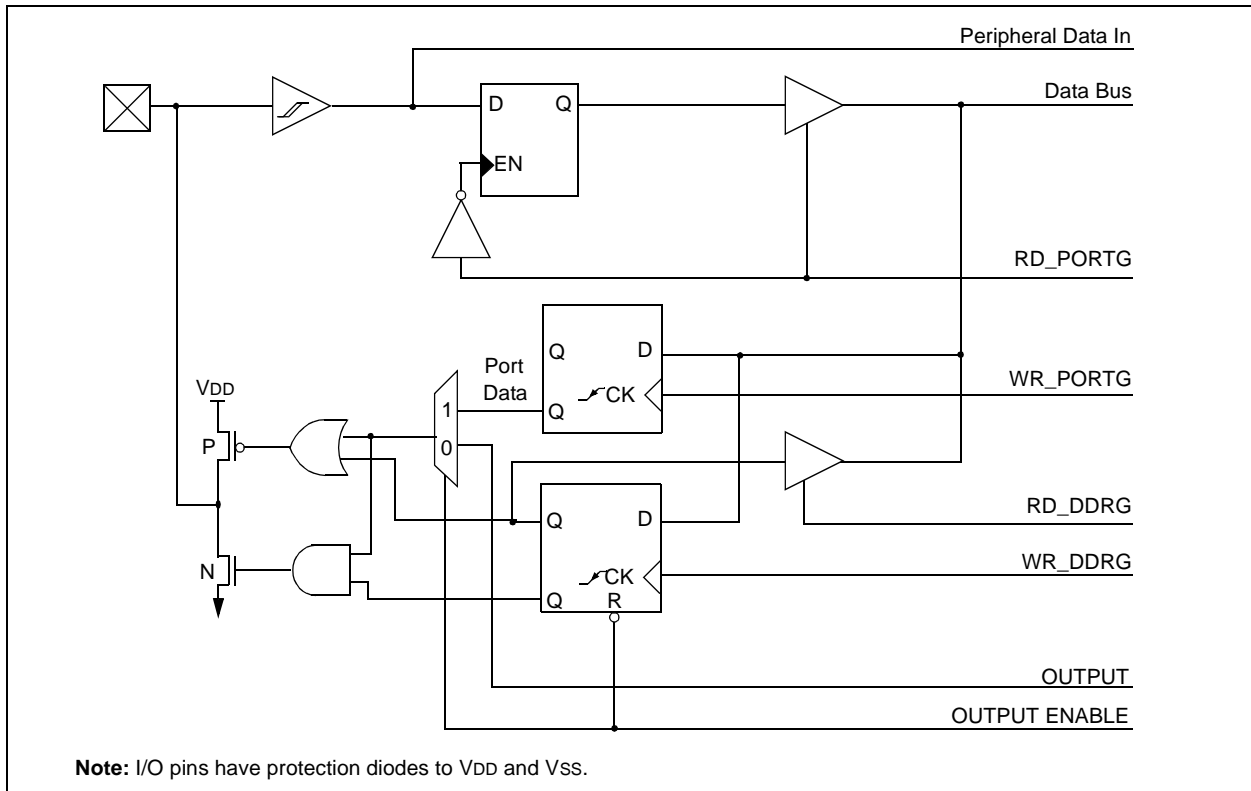 Peripheral Data In
Data Bus
D
Q
EN
RD_PORTG
Q
D
Port
Data
WR_PORTG
CK
Q
VDD
1
P
0
RD_DDRG
Q
D
WR_DDRG
N
CK
Q
R
OUTPUT
OUTPUT ENABLE
Note: I/O pins have protection diodes to VDD and VSS.